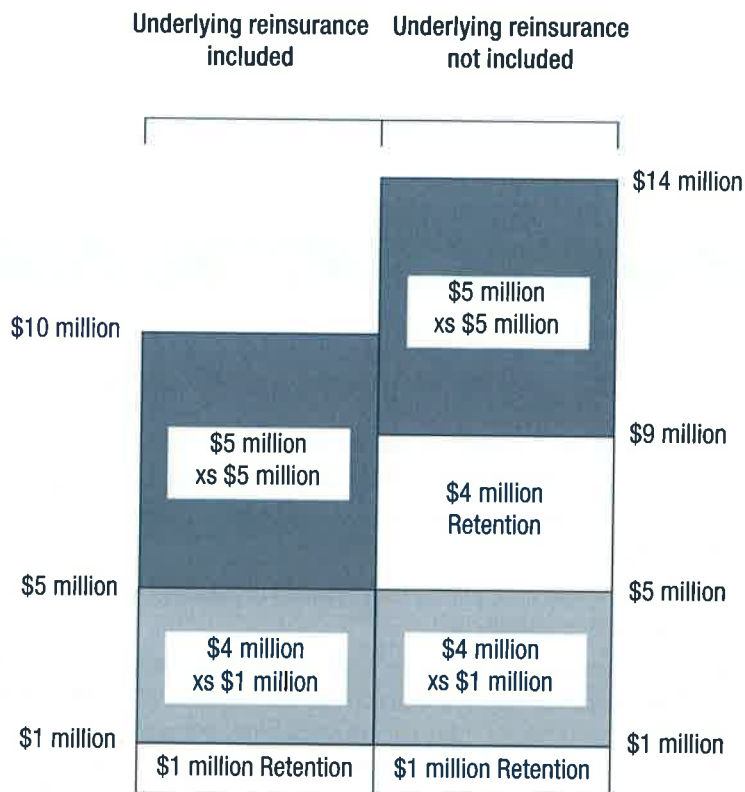 Underlying reinsurance
included
Underlying reinsurance
not included
$14 million
$5 million
xs $5 million
$10 million
$9 million
$5 million
xs $5 million
$4 million
Retention
$5 million
$5 million
$4 million
xs $1 million
$4 million
xs $1 million
$1 million
$1 million
$1 million Retention
$1 million Retention